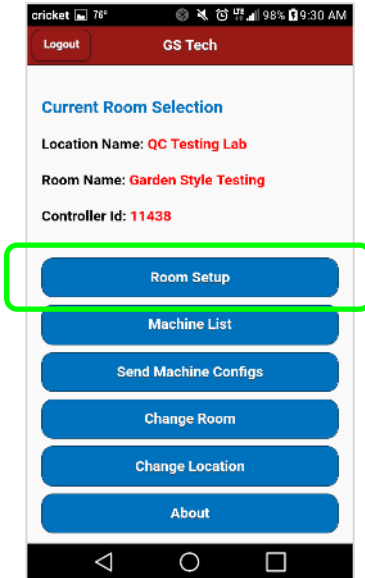 cricket 76° LTE 98% 9:30 AM
Logout GS Tech
Current Room Selection
Location Name: QC Testing Lab
Room Name: Garden Style Testing
Controller Id: 11438
Room Setup
Machine List
Send Machine Configs
Change Room
Change Location
About